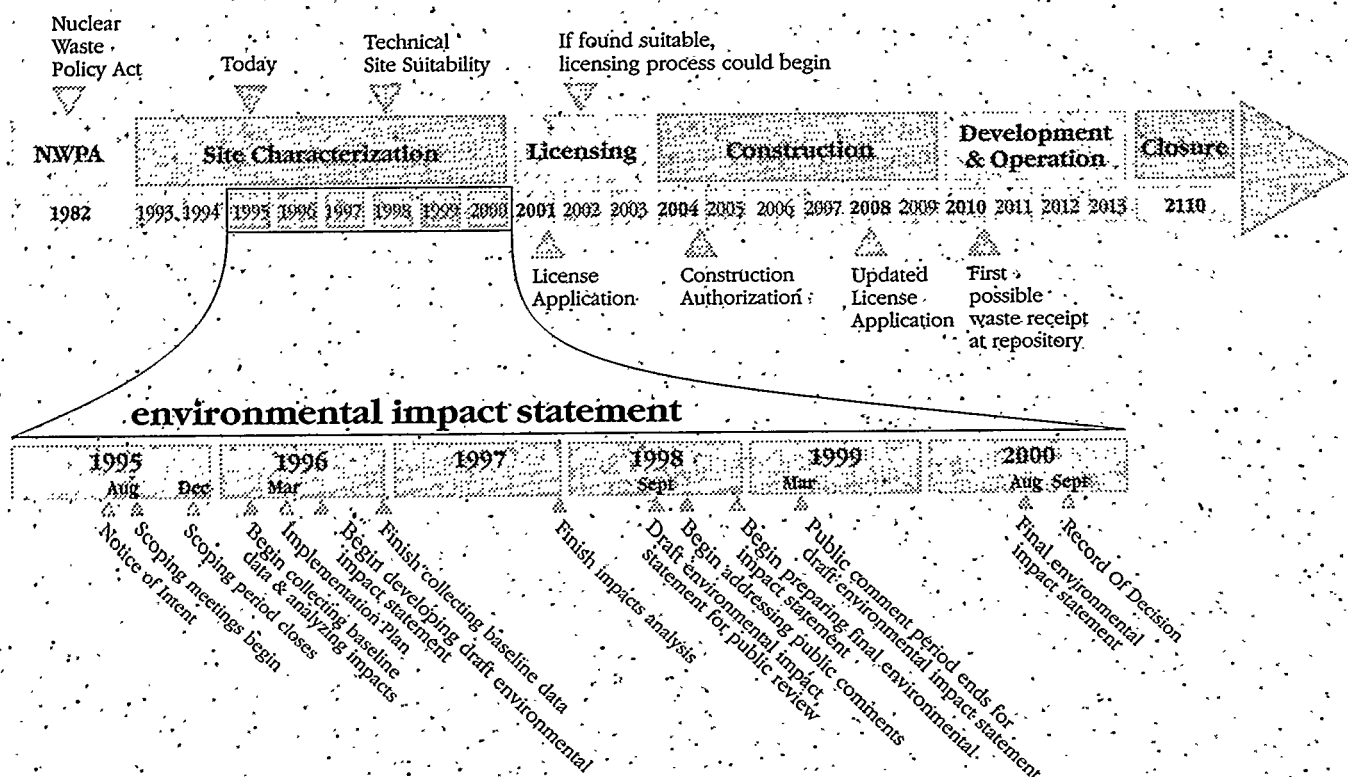 Nuclear
Waste
Policy Act
Today
Technical
Site Suitability
If found suitable,
licensing process could begin
NWPA
Site Characterization
Licensing
Construction
Development
& Operation
Closure
1982
1993 1994 1995 1996 1997 1998 1999 2000 2001 2002 2003 2004 2005 2006 2007 2008 2009 2010 2011 2012 2013
2110
License
Application
Construction
Authorization
Updated
License
Application
First
possible
waste receipt
at repository
environmental impact statement
1995
1996
1997
1998
1999
2000
Aug
Dec
Mar
Sept
Mar
Aug
Sept
Notice of Intent
Scoping meetings begin
Scoping period closes
Begin collecting baseline
data & analyzing impacts
Implementation Plan
Begin developing draft environmental
impact statement
Finish collecting baseline data
Finish impacts analysis
Draft environmental impact
statement for public review
Begin addressing public comments
Begin preparing final environmental
impact statement
Public comment period ends for
draft environmental impact statement
Final environmental
impact statement
Record Of Decision